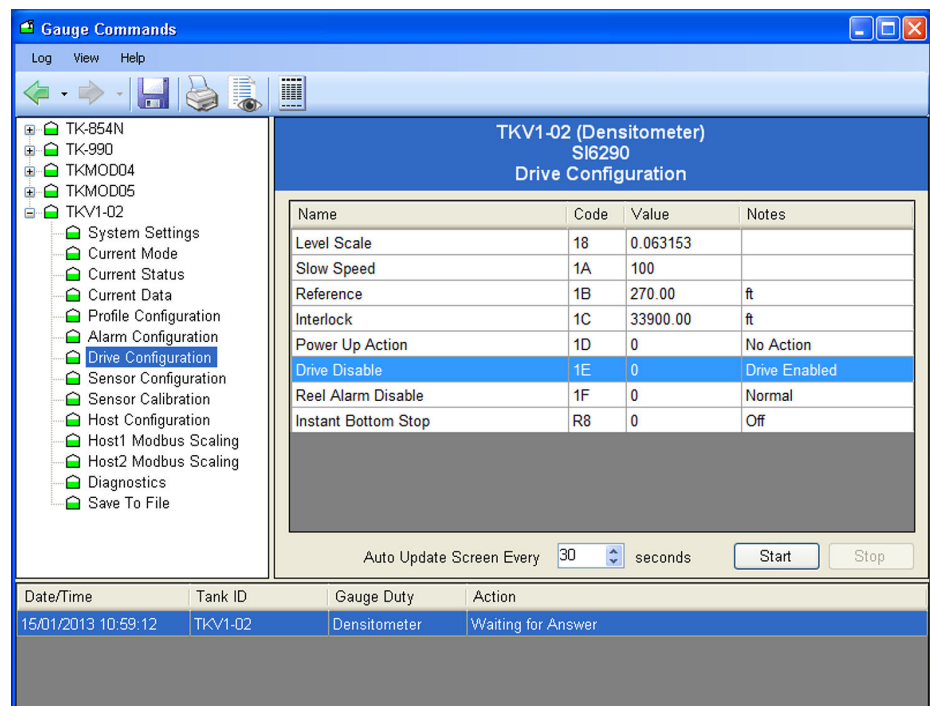 Gauge Commands
Log View Help
TK-854N
TK-990
TKMOD04
TKMOD05
TKV1-02
System Settings
Current Mode
Current Status
Current Data
Profile Configuration
Alarm Configuration
Drive Configuration
Sensor Configuration
Sensor Calibration
Host Configuration
Host1 Modbus Scaling
Host2 Modbus Scaling
Diagnostics
Save To File
TKV1-02 (Densitometer)
SI6290
Drive Configuration
Name Code Value Notes
Level Scale 18 0.063153
Slow Speed 1A 100
Reference 1B 270.00 ft
Interlock 1C 33900.00 ft
Power Up Action 1D 0 No Action
Drive Disable 1E 0 Drive Enabled
Reel Alarm Disable 1F 0 Normal
Instant Bottom Stop R8 0 Off
Auto Update Screen Every 30 seconds Start Stop
Date/Time Tank ID Gauge Duty Action
15/01/2013 10:59:12 TKV1-02 Densitometer Waiting for Answer